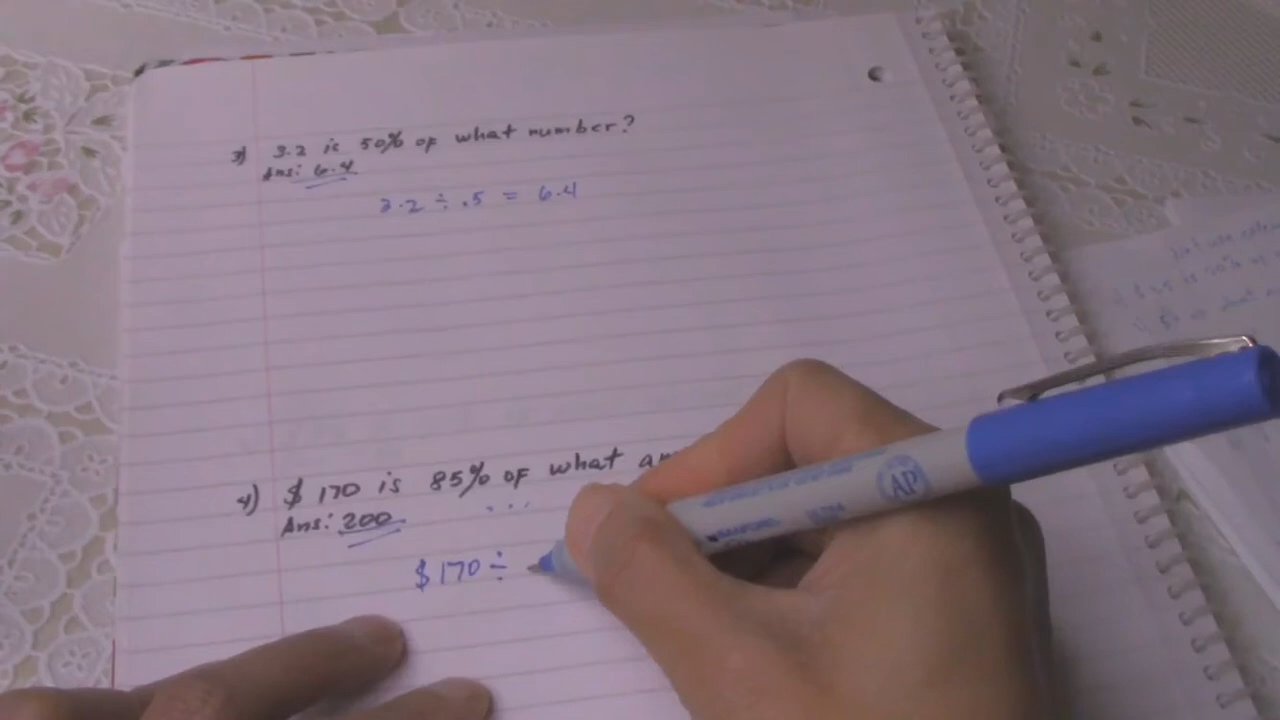 3) 3.2 is 50% of what number?
Ans: 6.4
3.2 ÷ .5 = 6.4
4) $ 170 is 85% of what
Ans: 200
$170 ÷
AP